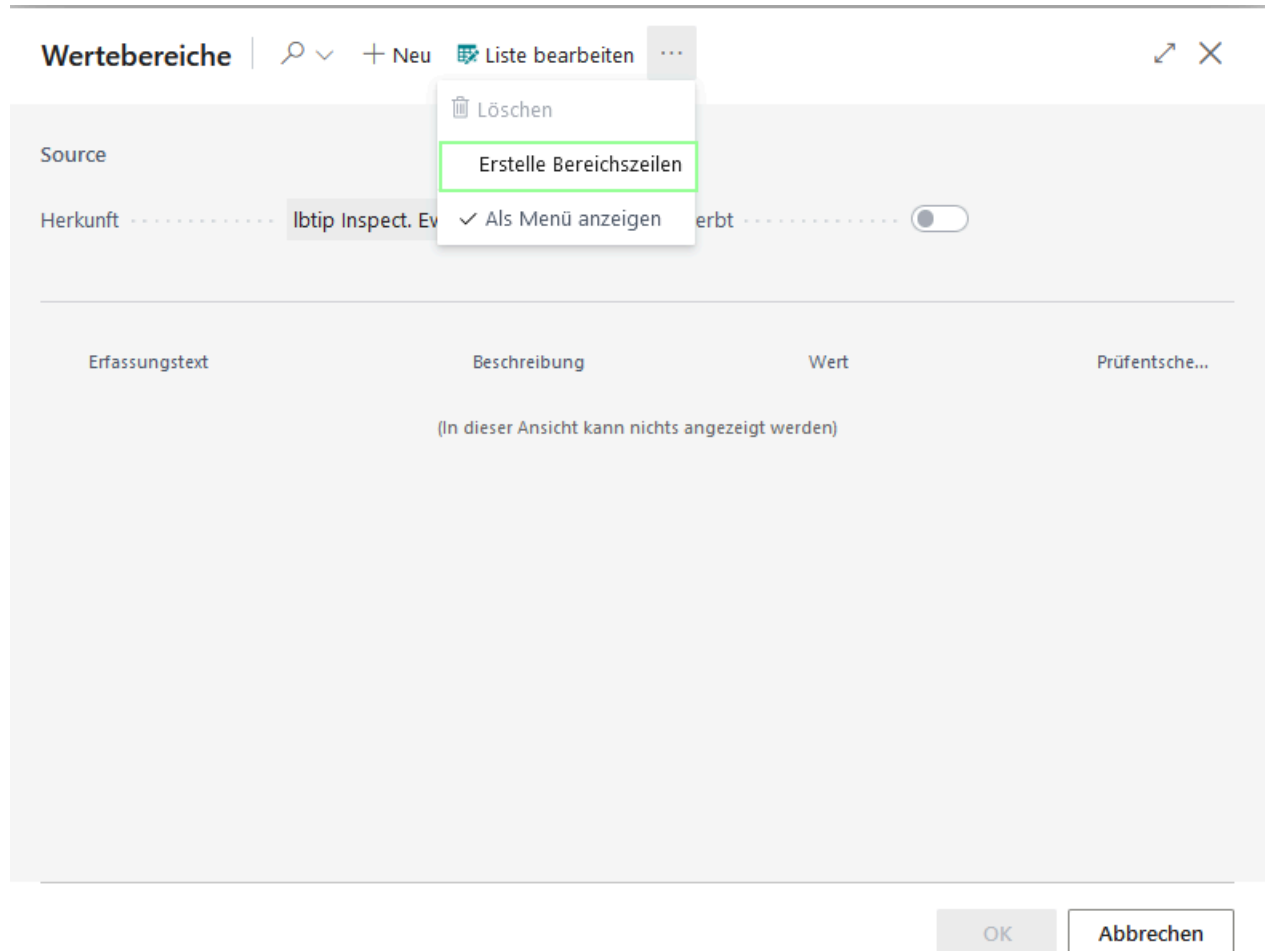 Wertebereiche
Neu
Liste bearbeiten
Löschen
Erstelle Bereichszeilen
Als Menü anzeigen
Source
Herkunft
lbtip Inspect. Ev
erbt
Erfassungstext Beschreibung Wert Prüfentsche...
(In dieser Ansicht kann nichts angezeigt werden)
OK Abbrechen